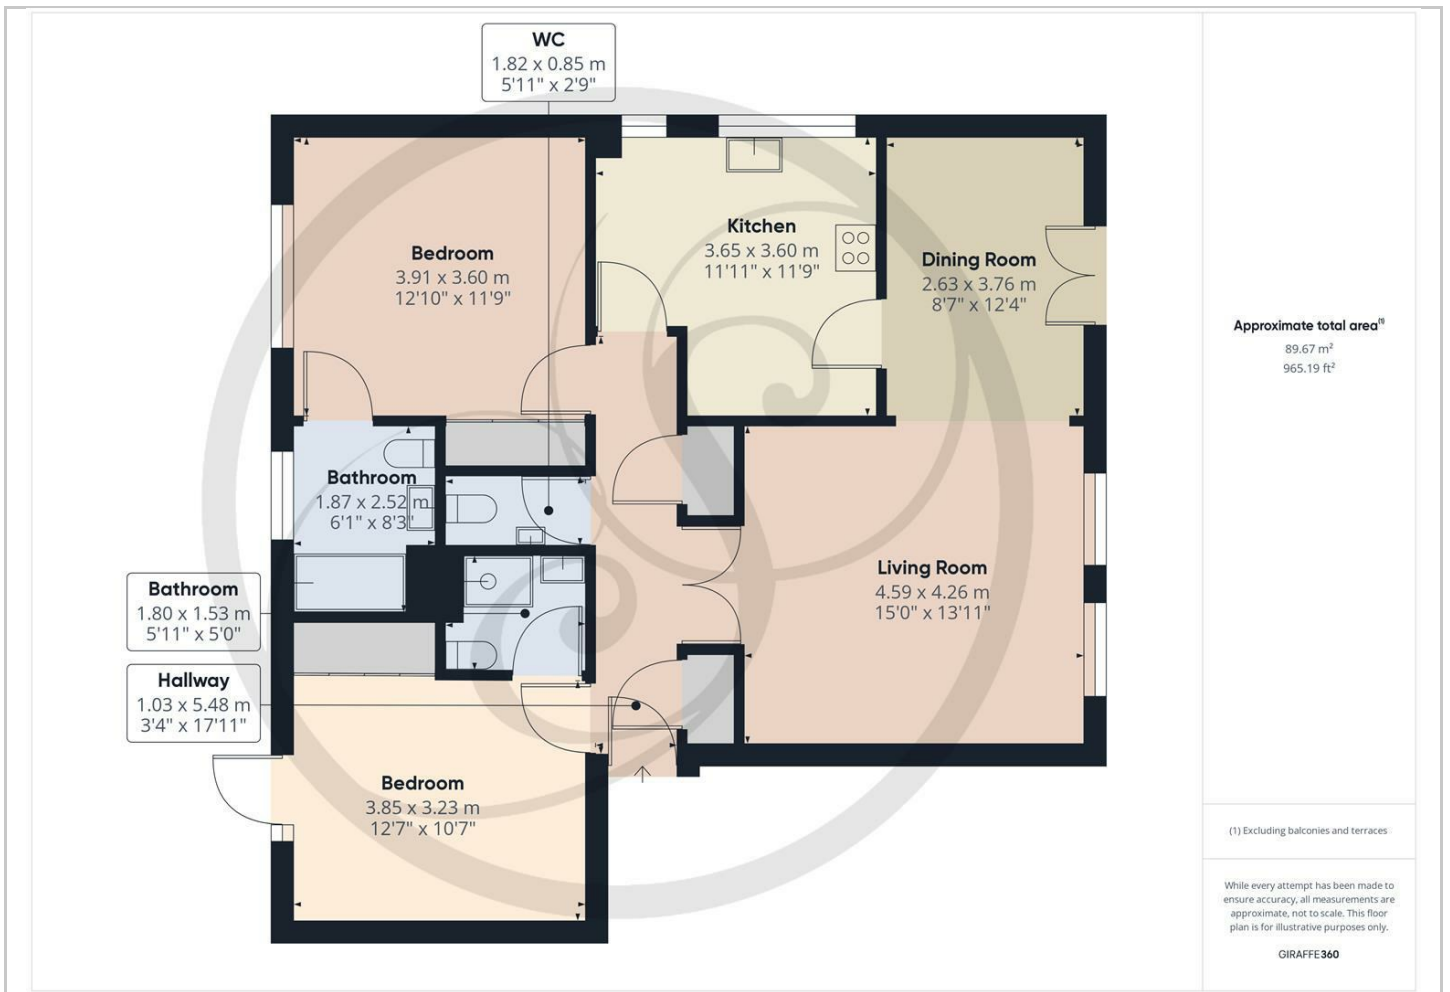 WC
1.82 x 0.85 m
5'11" x 2'9"
Bedroom
3.91 x 3.60 m
12'10" x 11'9"
Kitchen
3.65 x 3.60 m
11'11" x 11'9"
Dining Room
2.63 x 3.76 m
8'7" x 12'4"
Bathroom
1.87 x 2.52 m
6'1" x 8'3"
Living Room
4.59 x 4.26 m
15'0" x 13'11"
Bathroom
1.80 x 1.53 m
5'11" x 5'0"
Hallway
1.03 x 5.48 m
3'4" x 17'11"
Bedroom
3.85 x 3.23 m
12'7" x 10'7"
Approximate total area⁽¹⁾
89.67 m²
965.19 ft²
(1) Excluding balconies and terraces
While every attempt has been made to
ensure accuracy, all measurements are
approximate, not to scale. This floor
plan is for illustrative purposes only.
GIRAFFE360